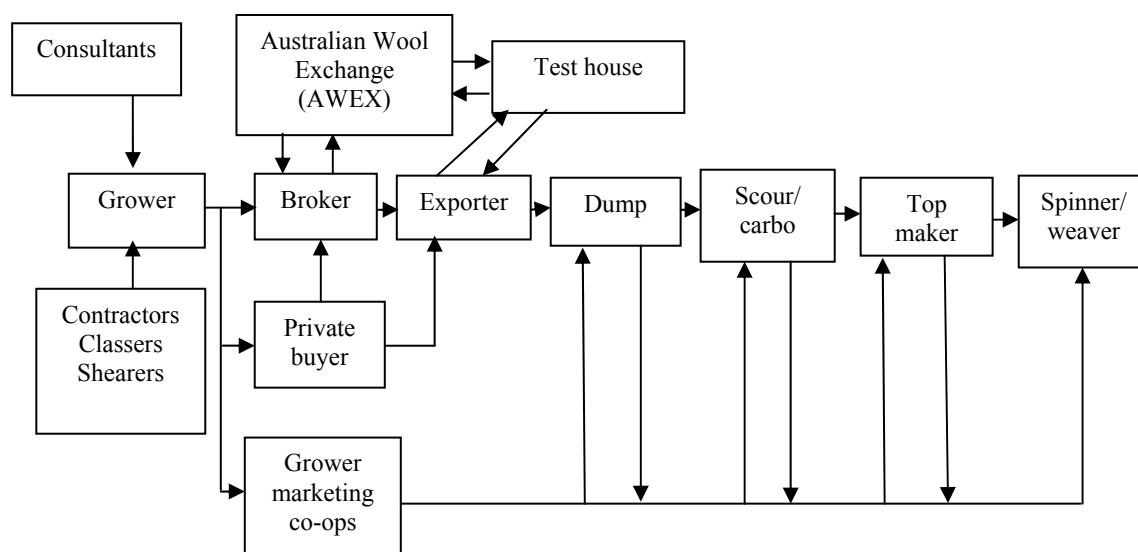 Consultants
Australian Wool
Exchange
(AWEX)
Test house
Grower
Broker
Exporter
Dump
Scour/
carbo
Top
maker
Spinner/
weaver
Contractors
Classers
Shearers
Private
buyer
Grower
marketing
co-ops